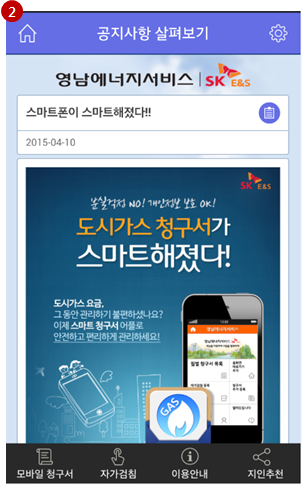 2
공지사항 살펴보기
영남에너지서비스 SK E&S
스마트폰이 스마트해졌다!!
2015-04-10
SK E&S
분실걱정 NO! 개인정보 보호 OK!
도시가스 청구서가
스마트해졌다!
도시가스 요금,
그 동안 관리하기 불편하셨나요?
이제 스마트 청구서 어플로
안전하고 편리하게 관리하세요!
영남에너지서비스
월별 청구서 목록
GAS
모바일 청구서 자가검침 이용안내 지인추천